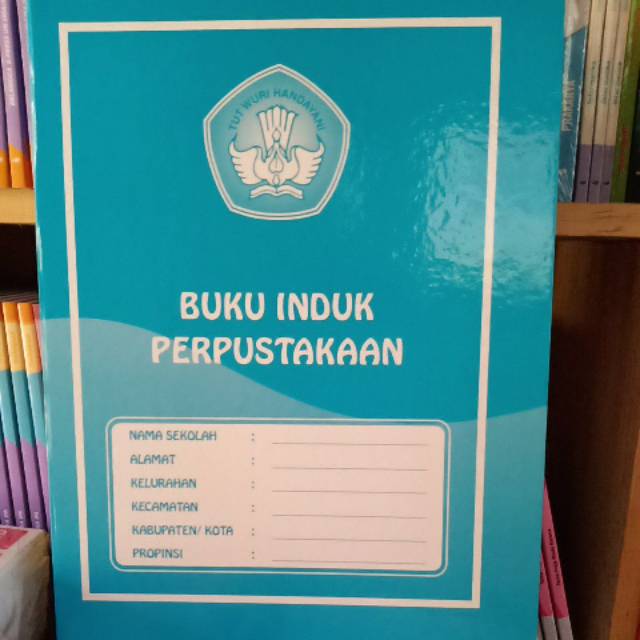 TUT WURI HANDAYANI
BUKU INDUK
PERPUSTAKAAN
NAMA SEKOLAH :
ALAMAT :
KELURAHAN :
KECAMATAN :
KABUPATEN/ KOTA :
PROPINSI :